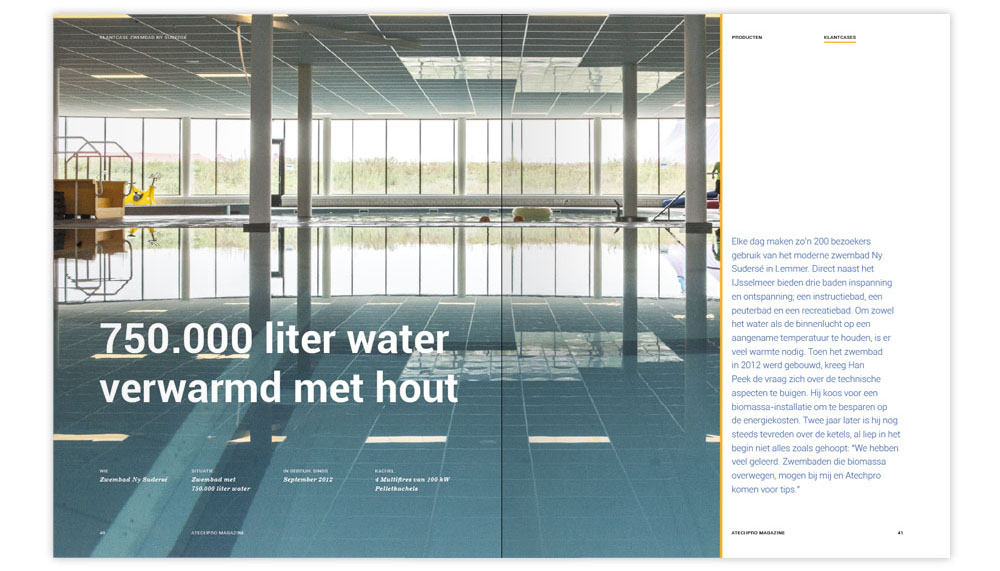 KLANTCASE ZWEMBAD NY SUDERSÉ
PRODUCTEN
KLANTCASES
750.000 liter water
verwarmd met hout
WIE
Zwembad Ny Sudersé
SITUATIE
Zwembad met
750.000 liter water
IN GEBRUIK SINDS
September 2012
KACHEL
4 Multifires van 100 kW
Pelletkachels
40
ATECHPRO MAGAZINE
Elke dag maken zo'n 200 bezoekers
gebruik van het moderne zwembad Ny
Sudersé in Lemmer. Direct naast het
IJsselmeer bieden drie baden inspanning
en ontspanning; een instructiebad, een
peuterbad en een recreatiebad. Om zowel
het water als de binnenlucht op een
aangename temperatuur te houden, is er
veel warmte nodig. Toen het zwembad
in 2012 werd gebouwd, kreeg Han
Peek de vraag zich over de technische
aspecten te buigen. Hij koos voor een
biomassa-installatie om te besparen op
de energiekosten. Twee jaar later is hij nog
steeds tevreden over de ketels, al liep in het
begin niet alles zoals gehoopt: "We hebben
veel geleerd. Zwembaden die biomassa
overwegen, mogen bij mij en Atechpro
komen voor tips."
ATECHPRO MAGAZINE
41